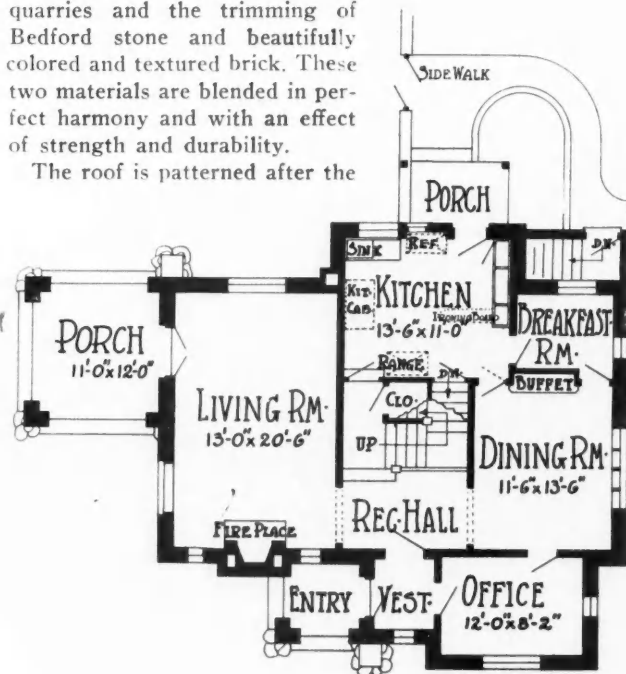 quarries and the trimming of
Bedford stone and beautifully
colored and textured brick. These
two materials are blended in per-
fect harmony and with an effect
of strength and durability.
The roof is patterned after the
SIDE WALK
PORCH
SINK
REF.
DN.
KIT.
CAB.
KITCHEN
13'-6"x11'-0"
IRONING BOARD
BREAKFAST
RM.
PORCH
11'-0"x12'-0"
RANGE
DN.
BUFFET
CLO.
LIVING RM.
13'-0"x20'-6"
UP
DINING RM.
11'-6"x13'-6"
FIRE PLACE
REC. HALL
ENTRY
VEST.
OFFICE
12'-0"x8'-2"